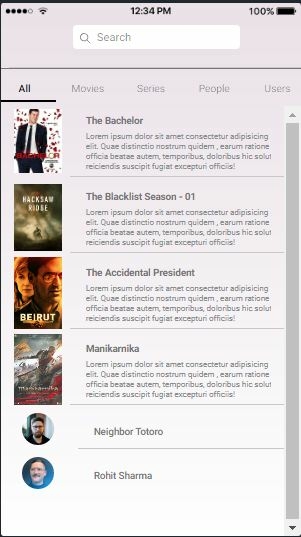 12:34 PM 100%
Search
All Movies Series People Users
The Bachelor
Lorem ipsum dolor sit amet consectetur adipisicing
elit. Quae distinctio nostrum quidem , earum ratione
officia beatae autem, temporibus, doloribus hic solut
reiciendis suscipit fugiat excepturi officiis!
BACHELOR
The Blacklist Season - 01
Lorem ipsum dolor sit amet consectetur adipisicing
elit. Quae distinctio nostrum quidem , earum ratione
officia beatae autem, temporibus, doloribus hic solut
reiciendis suscipit fugiat excepturi officiis!
HACKSAW
RIDGE
The Accidental President
Lorem ipsum dolor sit amet consectetur adipisicing
elit. Quae distinctio nostrum quidem , earum ratione
officia beatae autem, temporibus, doloribus hic solut
reiciendis suscipit fugiat excepturi officiis!
BEIRUT
Manikarnika
Lorem ipsum dolor sit amet consectetur adipisicing
elit. Quae distinctio nostrum quidem , earum ratione
officia beatae autem, temporibus, doloribus hic solut
reiciendis suscipit fugiat excepturi officiis!
Manikarnika
Neighbor Totoro
Rohit Sharma